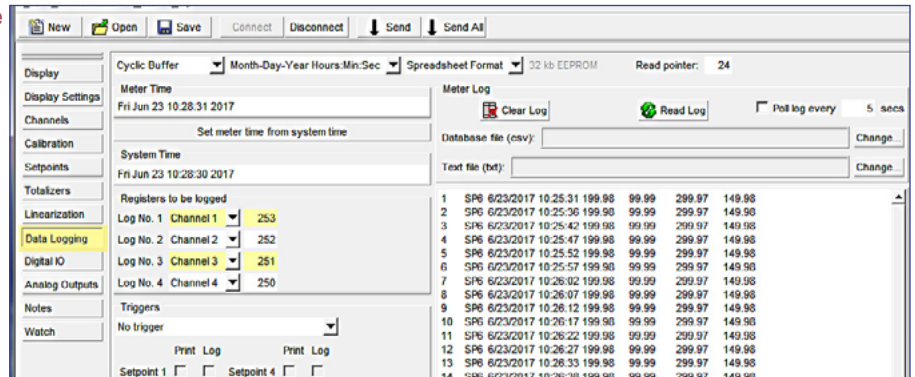 New Open Save Connect Disconnect Send Send All
Display
Display Settings
Channels
Calibration
Setpoints
Totalizers
Linearization
Data Logging
Digital IO
Analog Outputs
Notes
Watch
Cyclic Buffer Month-Day-Year Hours:Min:Sec Spreadsheet Format 32 kb EEPROM Read pointer: 24
Meter Time
Fri Jun 23 10:28:31 2017
Set meter time from system time
System Time
Fri Jun 23 10:28:30 2017
Registers to be logged
Log No. 1 Channel 1 253
Log No. 2 Channel 2 252
Log No. 3 Channel 3 251
Log No. 4 Channel 4 250
Triggers
No trigger
Print Log Print Log
Setpoint 1 Setpoint 4
Meter Log
Clear Log Read Log Poll log every 5 secs
Database file (csv): Change...
Text file (txt): Change...
1 SP6 6/23/2017 10:25:31 199.98 99.99 299.97 149.98
2 SP6 6/23/2017 10:25:36 199.98 99.99 299.97 149.98
3 SP6 6/23/2017 10:25:42 199.98 99.99 299.97 149.98
4 SP6 6/23/2017 10:25:47 199.98 99.99 299.97 149.98
5 SP6 6/23/2017 10:25:52 199.98 99.99 299.97 149.98
6 SP6 6/23/2017 10:25:57 199.98 99.99 299.97 149.98
7 SP6 6/23/2017 10:26:02 199.98 99.99 299.97 149.98
8 SP6 6/23/2017 10:26:07 199.98 99.99 299.97 149.98
9 SP6 6/23/2017 10:26:12 199.98 99.99 299.97 149.98
10 SP6 6/23/2017 10:26:17 199.98 99.99 299.97 149.98
11 SP6 6/23/2017 10:26:22 199.98 99.99 299.97 149.98
12 SP6 6/23/2017 10:26:27 199.98 99.99 299.97 149.98
13 SP6 6/23/2017 10:26:33 199.98 99.99 299.97 149.98